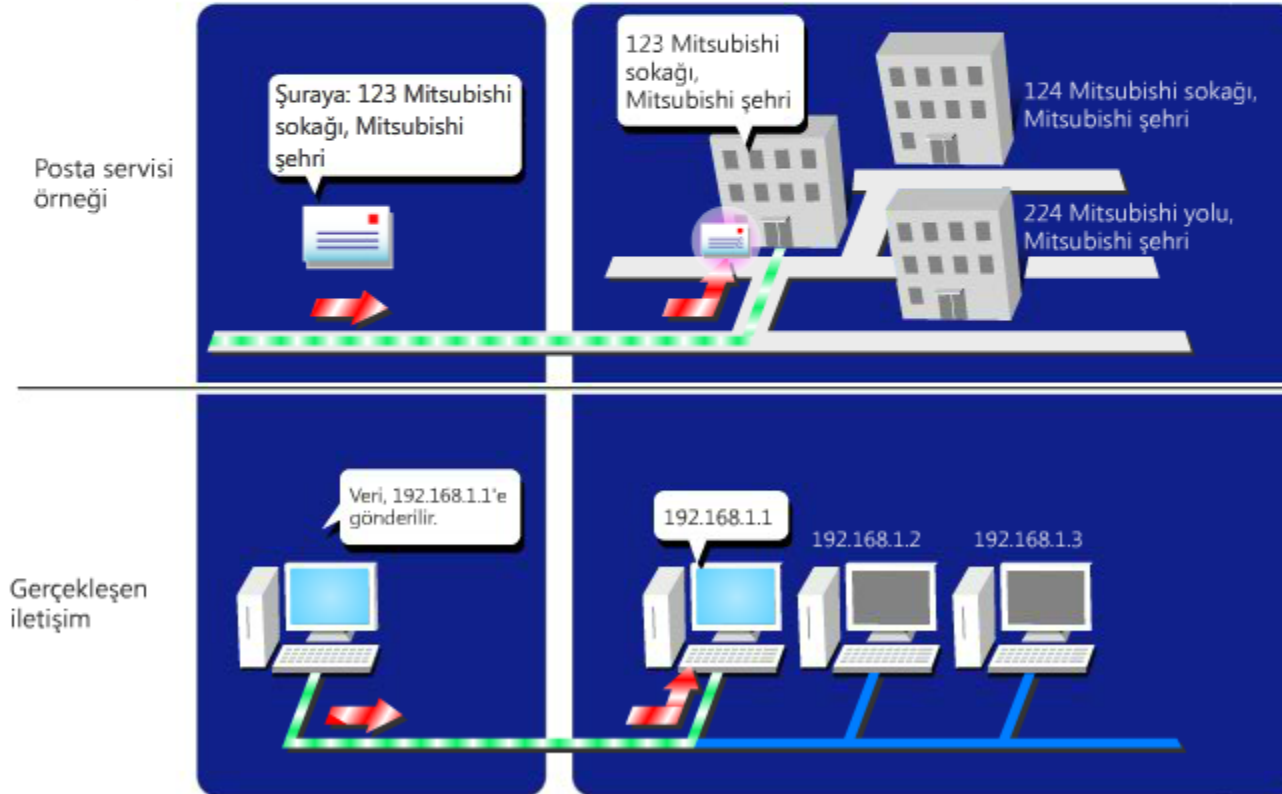 Posta servisi
örneği
Şuraya: 123 Mitsubishi
sokağı, Mitsubishi
şehri
123 Mitsubishi
sokağı,
Mitsubishi şehri
124 Mitsubishi sokağı,
Mitsubishi şehri
224 Mitsubishi yolu,
Mitsubishi şehri
Gerçekleşen
iletişim
Veri, 192.168.1.1'e
gönderilir.
192.168.1.1
192.168.1.2
192.168.1.3